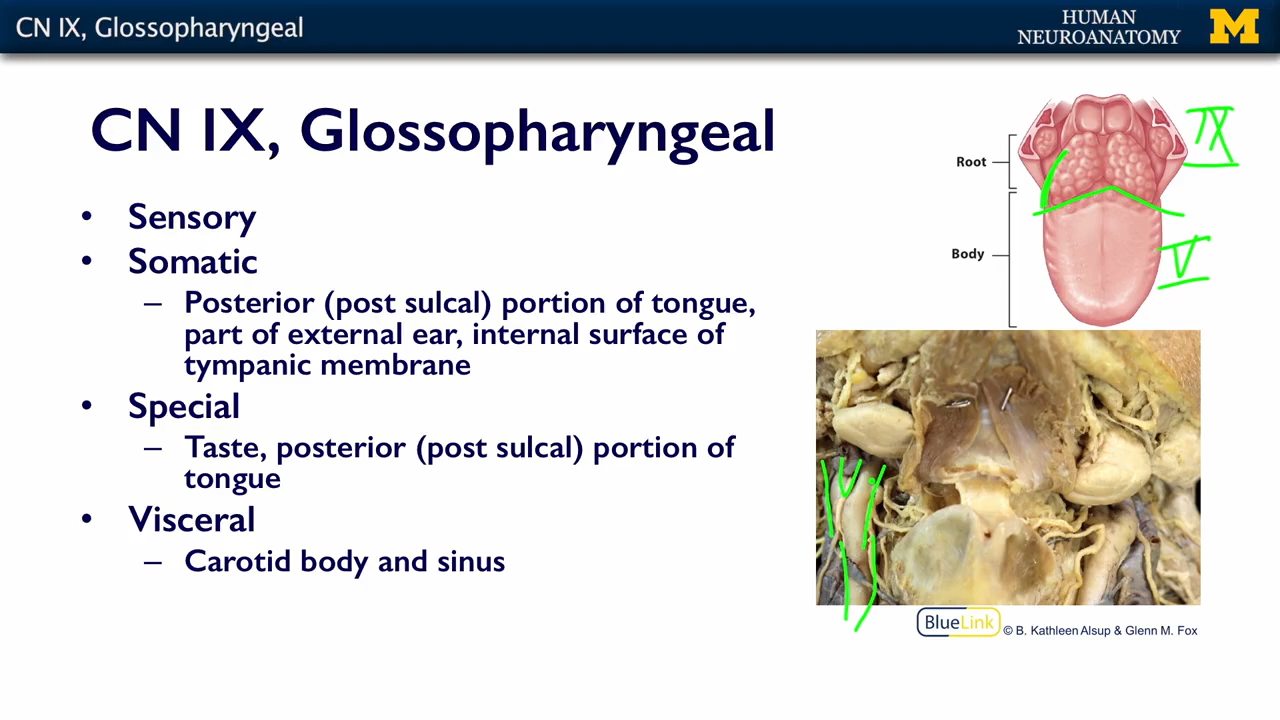 CN IX, Glossopharyngeal
HUMAN
NEUROANATOMY
M
CN IX, Glossopharyngeal
• Sensory
• Somatic
– Posterior (post sulcal) portion of tongue,
part of external ear, internal surface of
tympanic membrane
• Special
– Taste, posterior (post sulcal) portion of
tongue
• Visceral
– Carotid body and sinus
Root
IX
Body
V
BlueLink © B. Kathleen Alsup & Glenn M. Fox